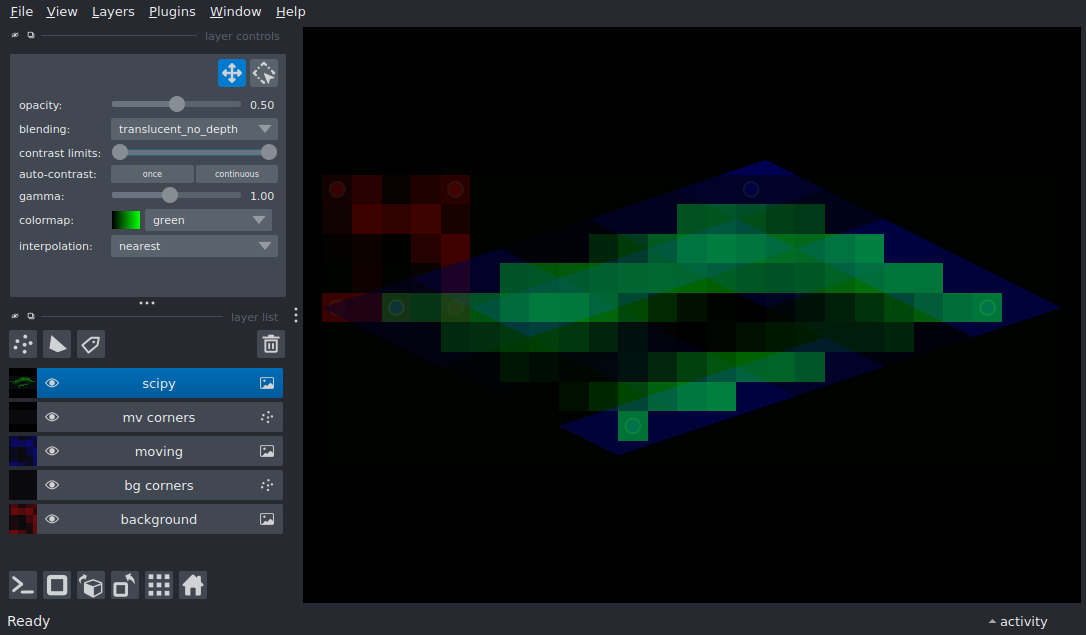 File View Layers Plugins Window Help
layer controls
opacity: 0.50
blending: translucent_no_depth
contrast limits:
auto-contrast: once continuous
gamma: 1.00
colormap: green
interpolation: nearest
layer list
scipy
mv corners
moving
bg corners
background
Ready
activity